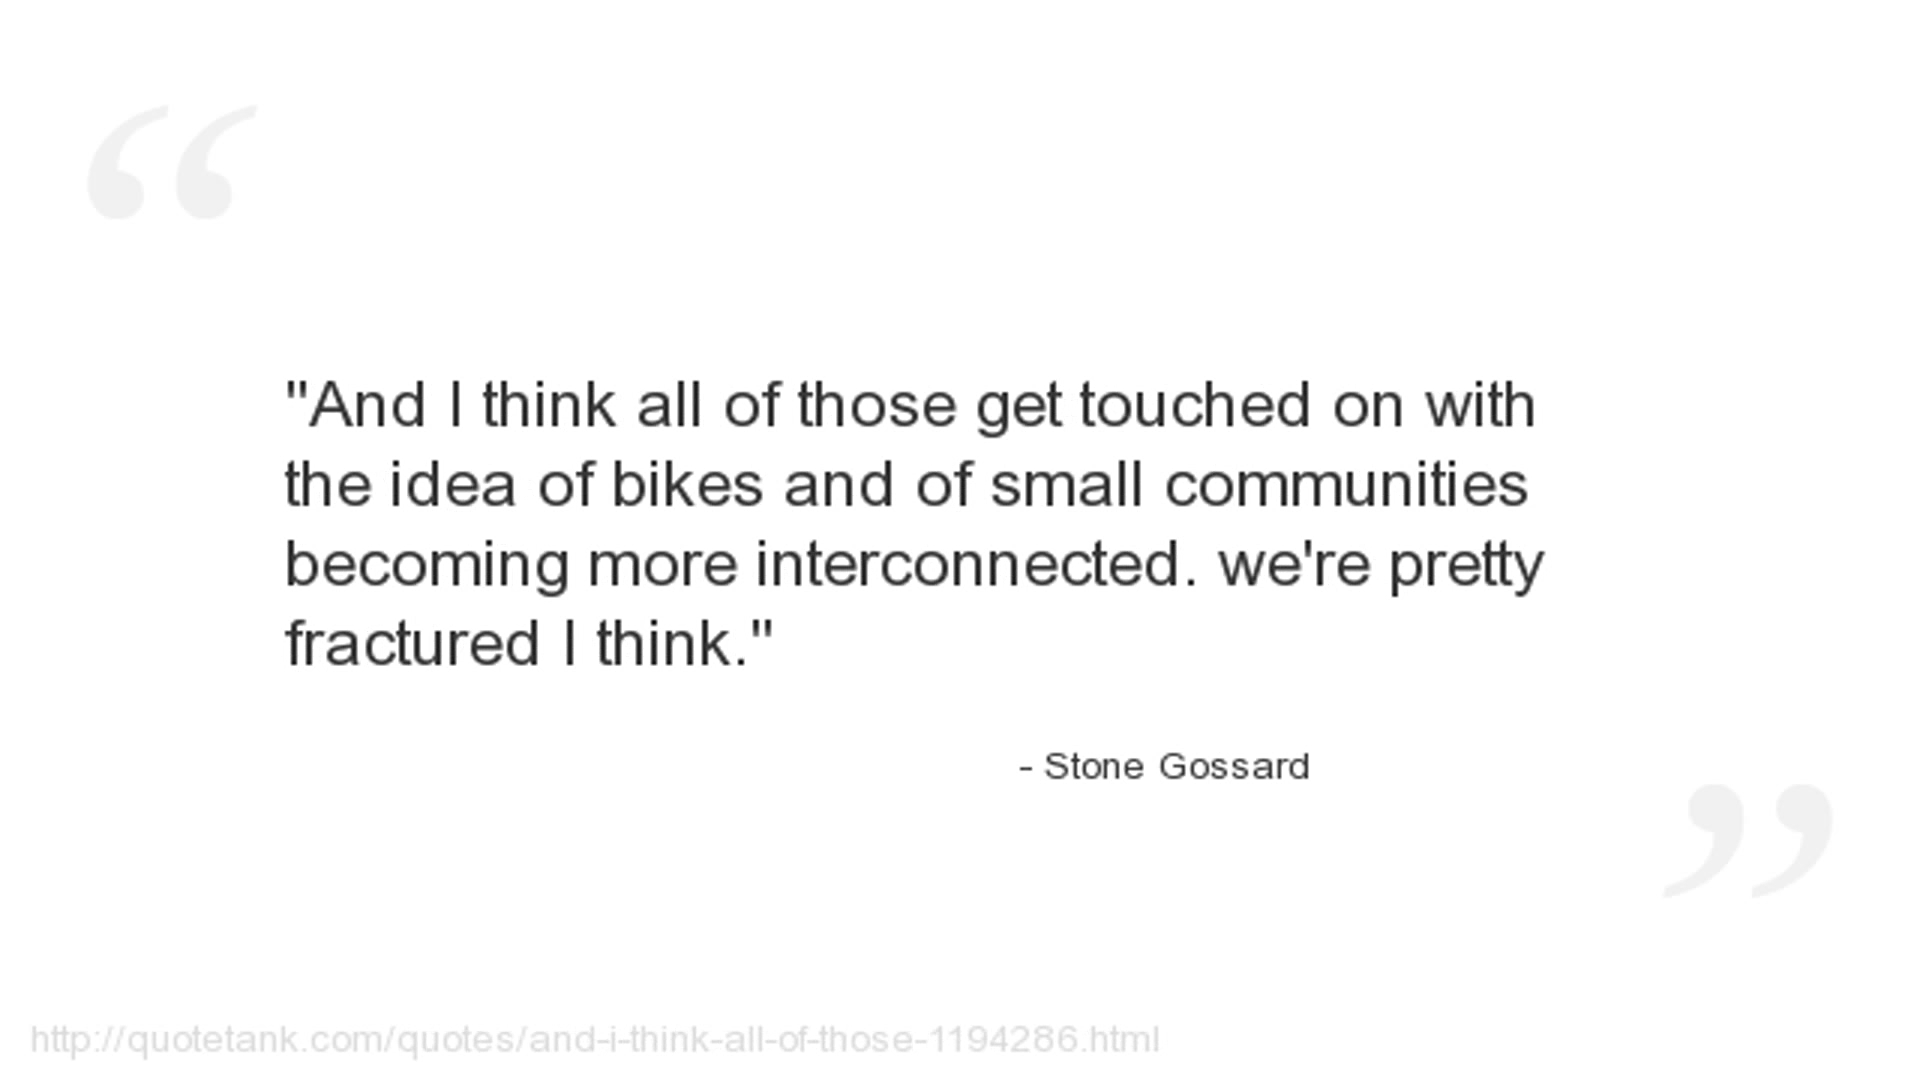 "And I think all of those get touched on with
the idea of bikes and of small communities
becoming more interconnected. we're pretty
fractured I think."
- Stone Gossard
http://quotetank.com/quotes/and-i-think-all-of-those-1194286.html